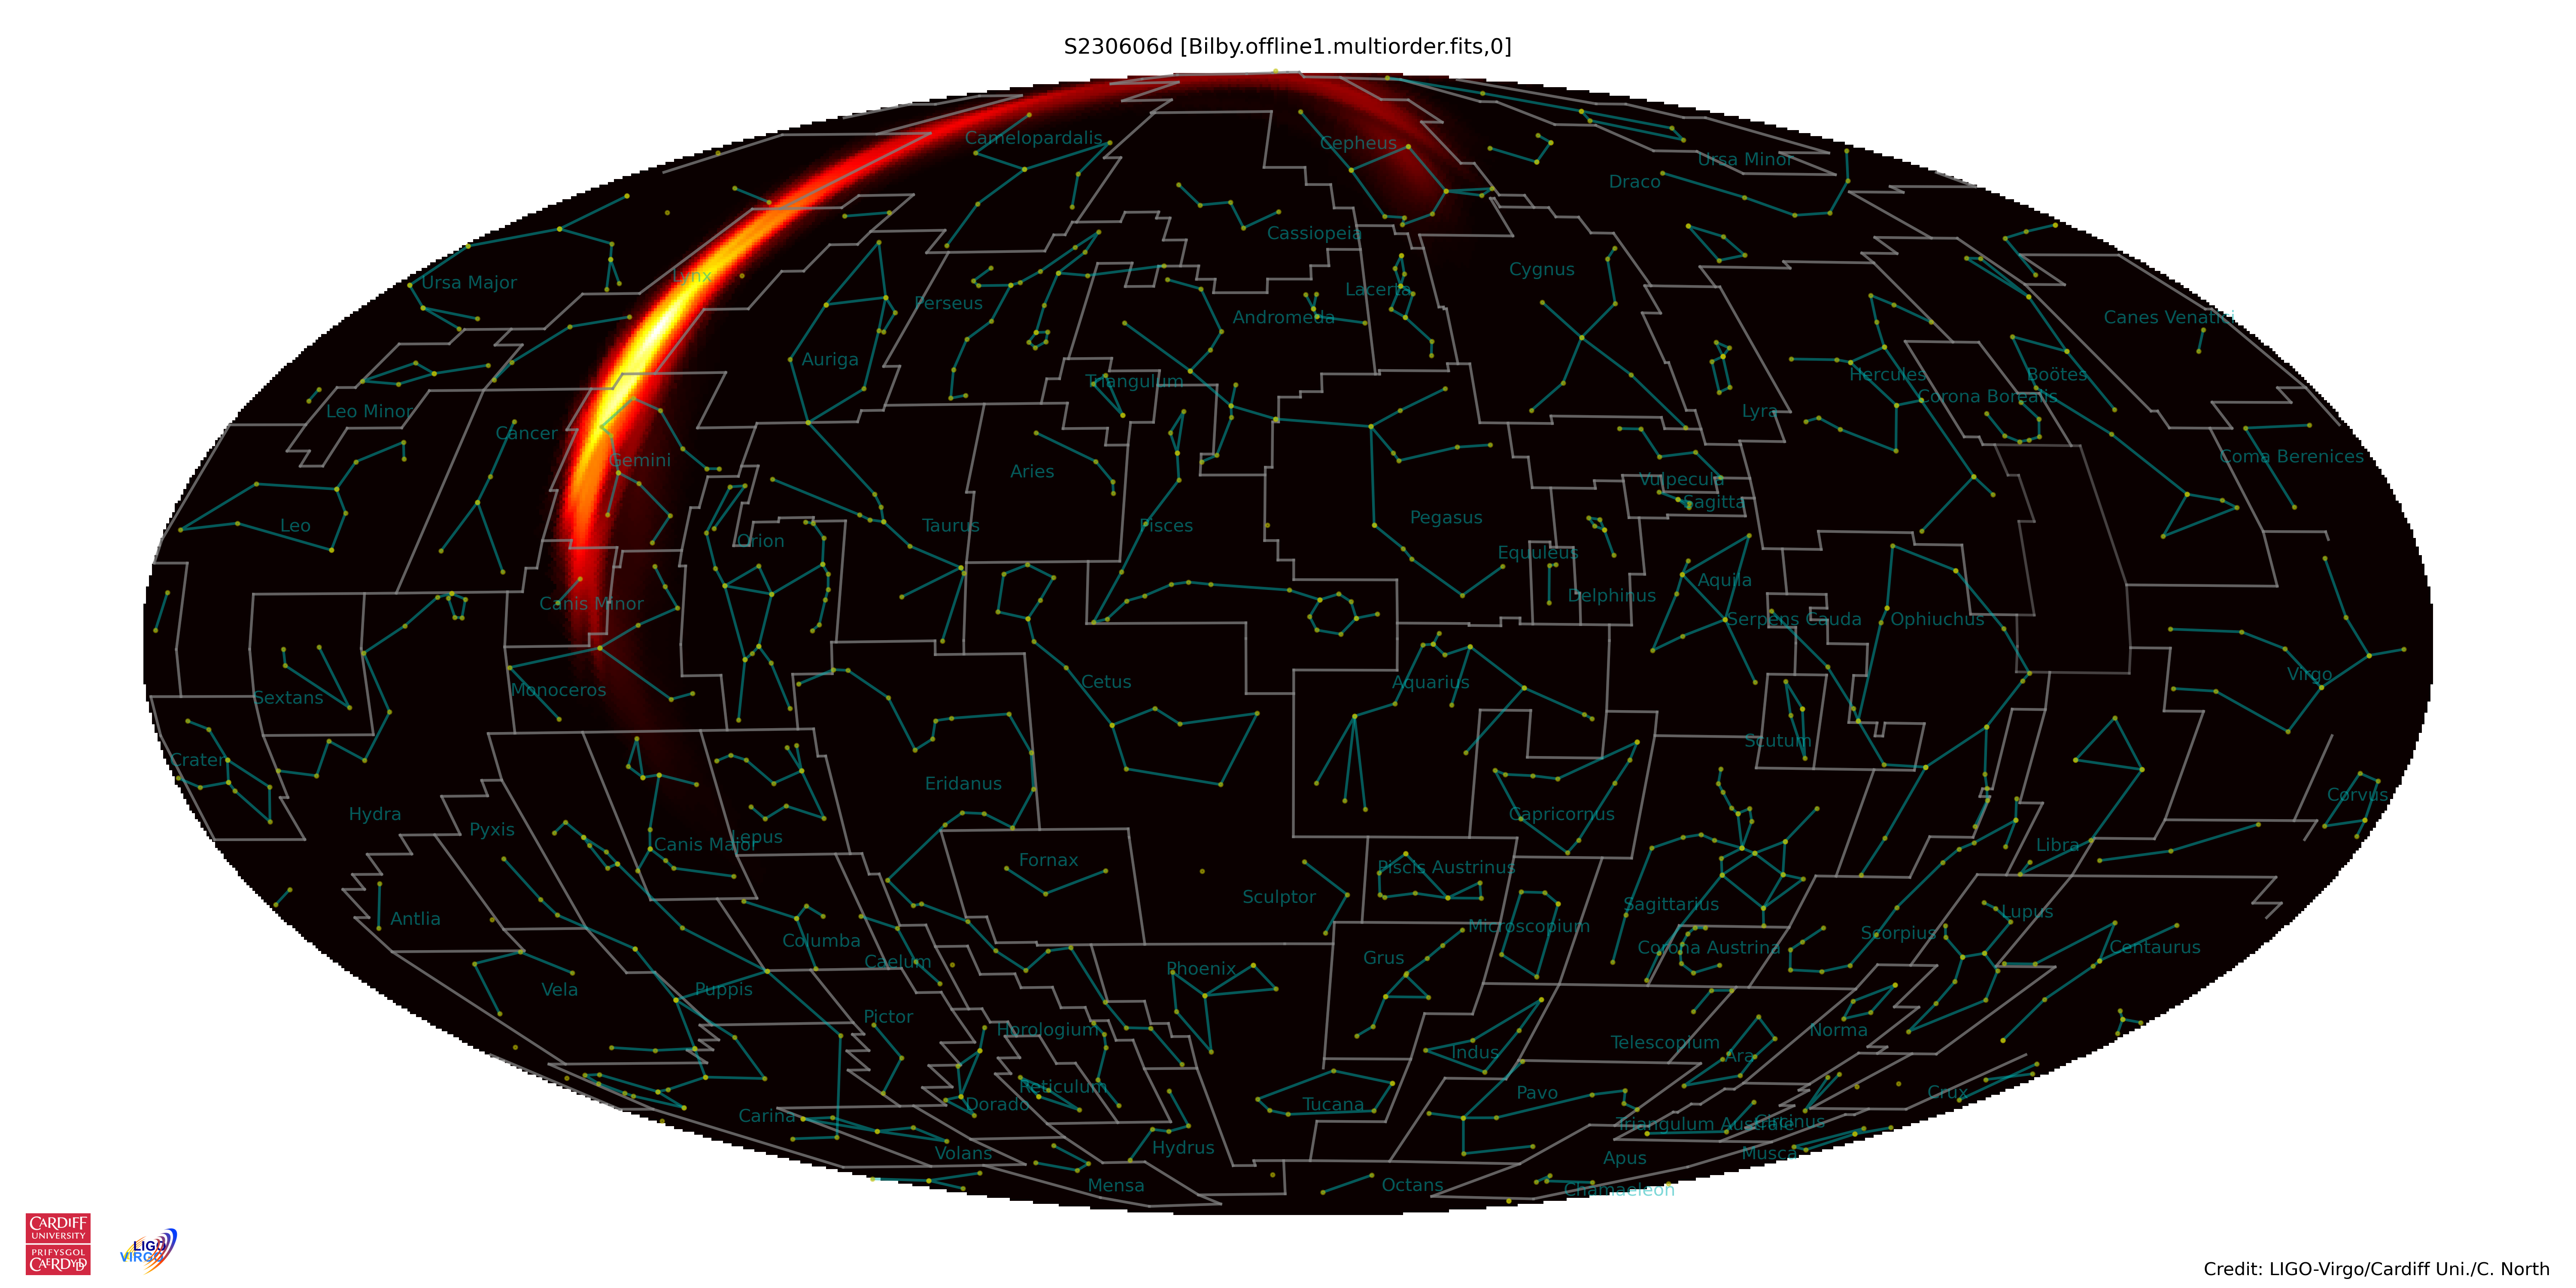 S230606d [Bilby.offline1.multiorder.fits,0]
Camelopardalis
Cepheus
Ursa Minor
Draco
Cassiopeia
Cygnus
Lynx
Ursa Major
Lacerta
Perseus
Andromeda
Canes Venatici
Auriga
Triangulum
Hercules
Boötes
Corona Borealis
Leo Minor
Lyra
Cancer
Gemini
Coma Berenices
Aries
Vulpecula
Sagitta
Leo
Taurus
Pisces
Pegasus
Orion
Equuleus
Aquila
Delphinus
Canis Minor
Serpens Cauda
Ophiuchus
Virgo
Cetus
Aquarius
Monoceros
Sextans
Scutum
Crater
Eridanus
Corvus
Hydra
Capricornus
Pyxis
Lepus
Canis Major
Libra
Fornax
Piscis Austrinus
Sculptor
Sagittarius
Lupus
Antlia
Microscopium
Scorpius
Columba
Corona Austrina
Centaurus
Caelum
Grus
Phoenix
Vela
Puppis
Pictor
Horologium
Norma
Telescopium
Indus
Ara
Reticulum
Pavo
Crux
Dorado
Tucana
Carina
Triangulum Australe
Circinus
Hydrus
Volans
Musca
Apus
Mensa
Octans
Chamaeleon
CARDIFF
UNIVERSITY
PRIFYSGOL
CAERDYDD
LIGO
VIRGO
Credit: LIGO-Virgo/Cardiff Uni./C. North